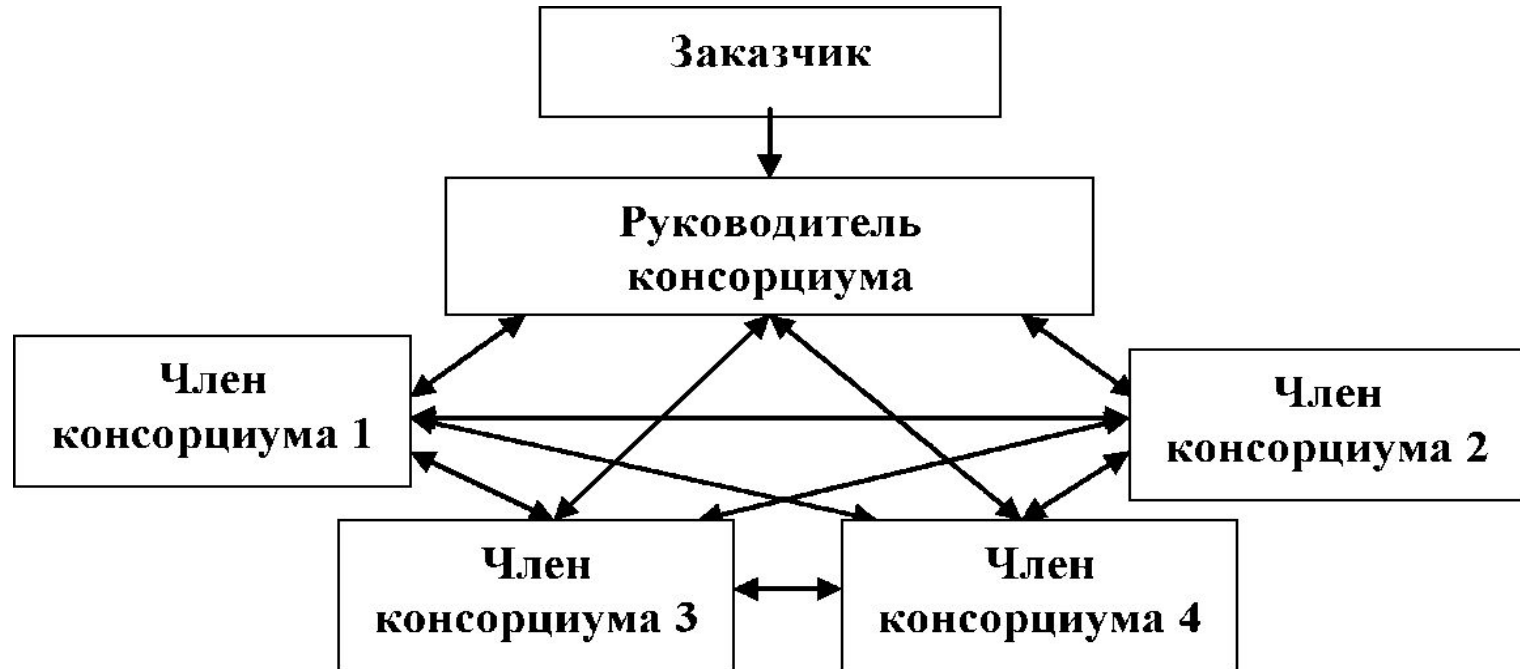 Заказчик
Руководитель
консорциума
Член
консорциума 1
Член
консорциума 2
Член
консорциума 3
Член
консорциума 4